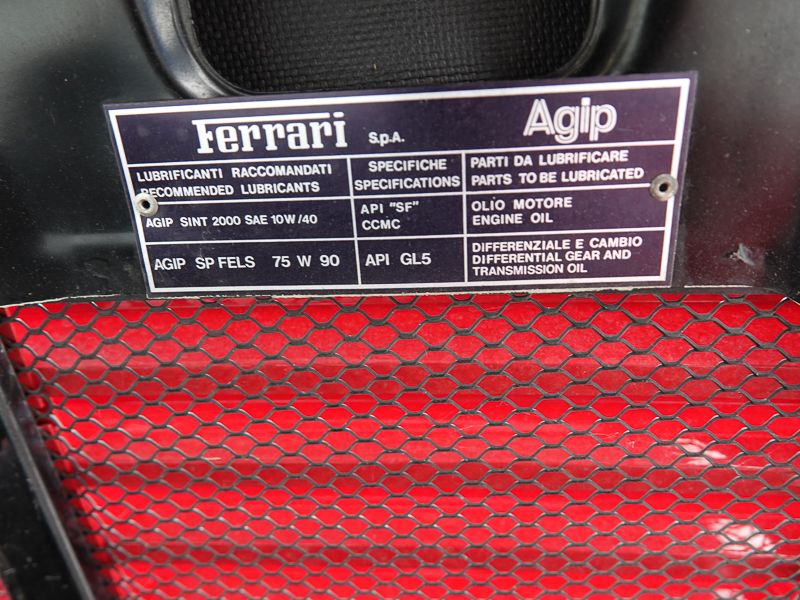 Ferrari S.p.A. Agip
LUBRIFICANTI RACCOMANDATI
RECOMMENDED LUBRICANTS
SPECIFICHE
SPECIFICATIONS
PARTI DA LUBRIFICARE
PARTS TO BE LUBRICATED
AGIP SINT 2000 SAE 10W/40
API "SF"
CCMC
OLIO MOTORE
ENGINE OIL
AGIP SP FELS 75 W 90
API GL5
DIFFERENZIALE E CAMBIO
DIFFERENTIAL GEAR AND
TRANSMISSION OIL